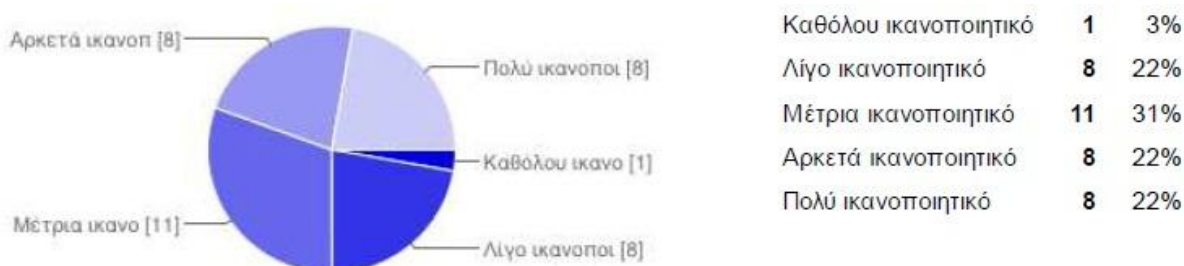 Αρκετά ικανοπ [8]
Πολύ ικανοποι [8]
Καθόλου ικανο [1]
Μέτρια ικανο [11]
Λίγο ικανοποι [8]
Καθόλου ικανοποιητικό 1 3%
Λίγο ικανοποιητικό 8 22%
Μέτρια ικανοποιητικό 11 31%
Αρκετά ικανοποιητικό 8 22%
Πολύ ικανοποιητικό 8 22%